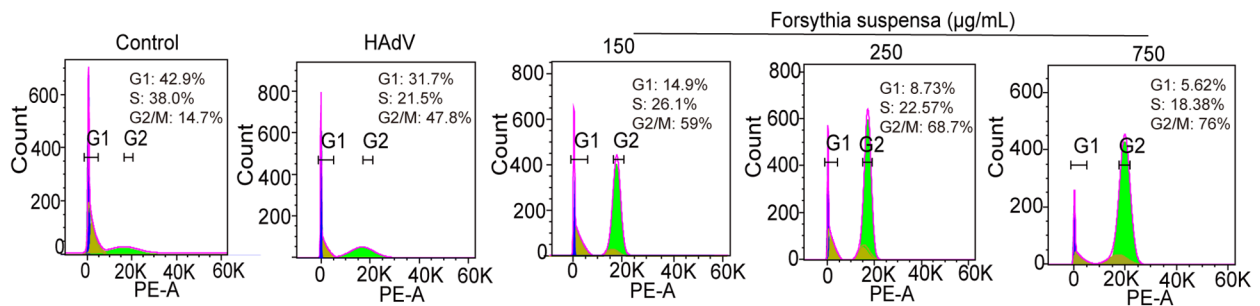 Forsythia suspensa (µg/mL)
Control
HAdV
150
250
750
G1: 42.9%
S: 38.0%
G2/M: 14.7%
G1
G2
600
400
200
0
Count
0
20K
40K
60K
PE-A
G1: 31.7%
S: 21.5%
G2/M: 47.8%
G1
G2
800
600
400
200
0
Count
0
20K
40K
60K
PE-A
G1: 14.9%
S: 26.1%
G2/M: 59%
G1
G2
800
600
400
200
0
Count
0
20K
40K
60K
PE-A
G1: 8.73%
S: 22.57%
G2/M: 68.7%
G1
G2
800
600
400
200
0
Count
0
20K
40K
60K
PE-A
G1: 5.62%
S: 18.38%
G2/M: 76%
G1
G2
600
400
200
0
Count
0
20K
40K
60K
PE-A